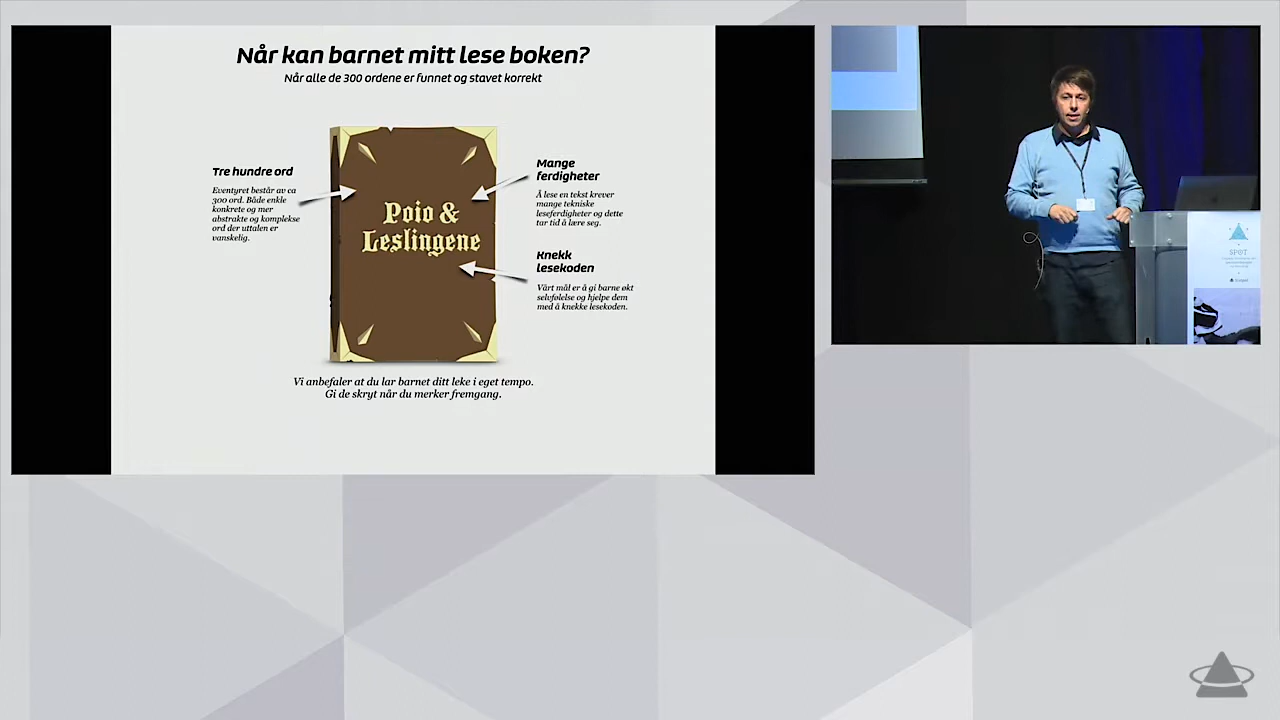 Når kan barnet mitt lese boken?
Når alle de 300 ordene er funnet og stavet korrekt
Tre hundre ord
Eventyret består av ca
300 ord. Både enkle
konkrete og mer
abstrakte og komplekse
ord der uttalen er
vanskelig.
Poio &
Leslingene
Mange
ferdigheter
Å lese en tekst krever
mange tekniske
leseferdigheter og dette
tar tid å lære seg.
Knekk
lesekoden
Vårt mål er å gi barne økt
selvfølelse og hjelpe dem
med å knekke lesekoden.
Vi anbefaler at du lar barnet ditt leke i eget tempo.
Gi de skryt når du merker fremgang.
SPOT